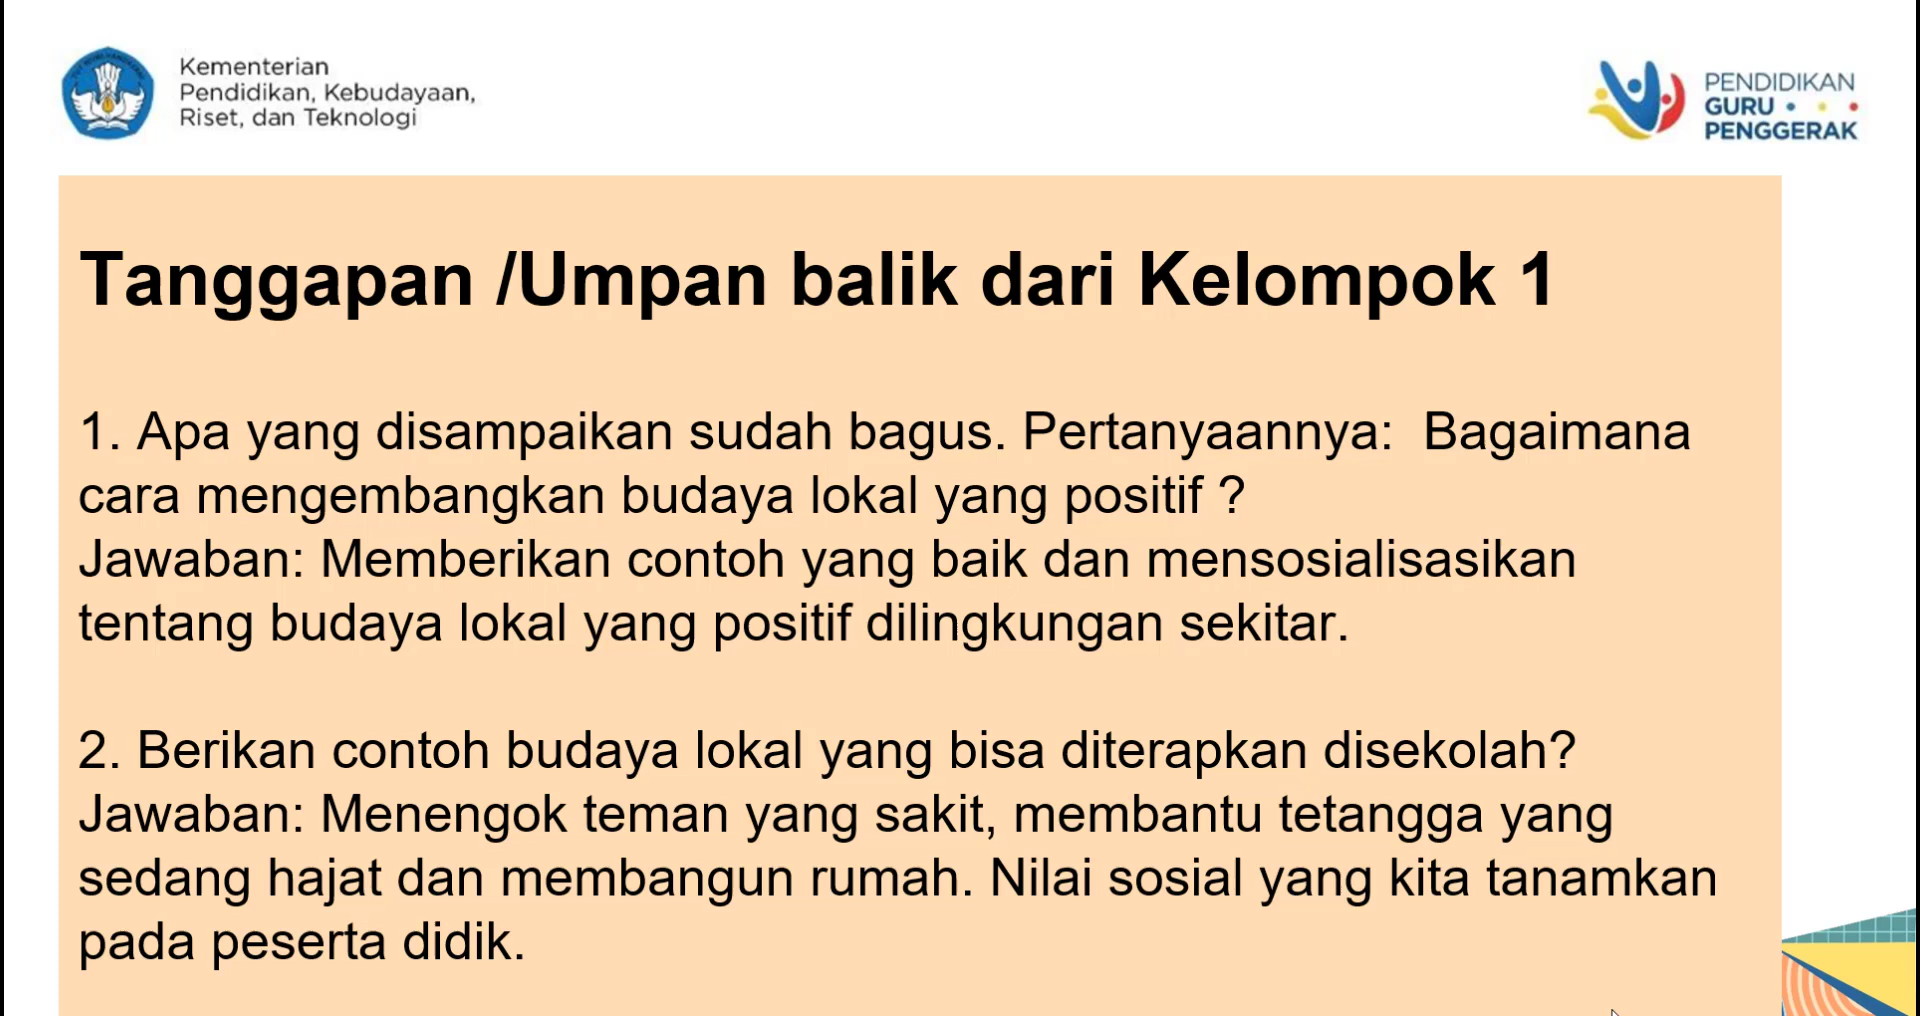 Kementerian
Pendidikan, Kebudayaan,
Riset, dan Teknologi
PENDIDIKAN
GURU
PENGGERAK
Tanggapan /Umpan balik dari Kelompok 1
1. Apa yang disampaikan sudah bagus. Pertanyaannya:  Bagaimana
cara mengembangkan budaya lokal yang positif ?
Jawaban: Memberikan contoh yang baik dan mensosialisasikan
tentang budaya lokal yang positif dilingkungan sekitar.
2. Berikan contoh budaya lokal yang bisa diterapkan disekolah?
Jawaban: Menengok teman yang sakit, membantu tetangga yang
sedang hajat dan membangun rumah. Nilai sosial yang kita tanamkan
pada peserta didik.